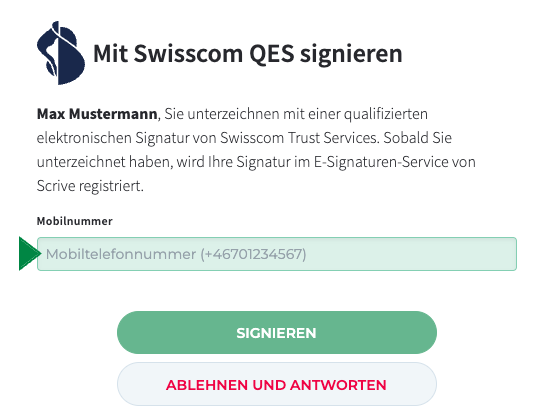 Mit Swisscom QES signieren
Max Mustermann, Sie unterzeichnen mit einer qualifizierten
elektronischen Signatur von Swisscom Trust Services. Sobald Sie
unterzeichnet haben, wird Ihre Signatur im E-Signaturen-Service von
Scrive registriert.
Mobilnummer
Mobiltelefonnummer (+46701234567)
SIGNIEREN
ABLEHNEN UND ANTWORTEN